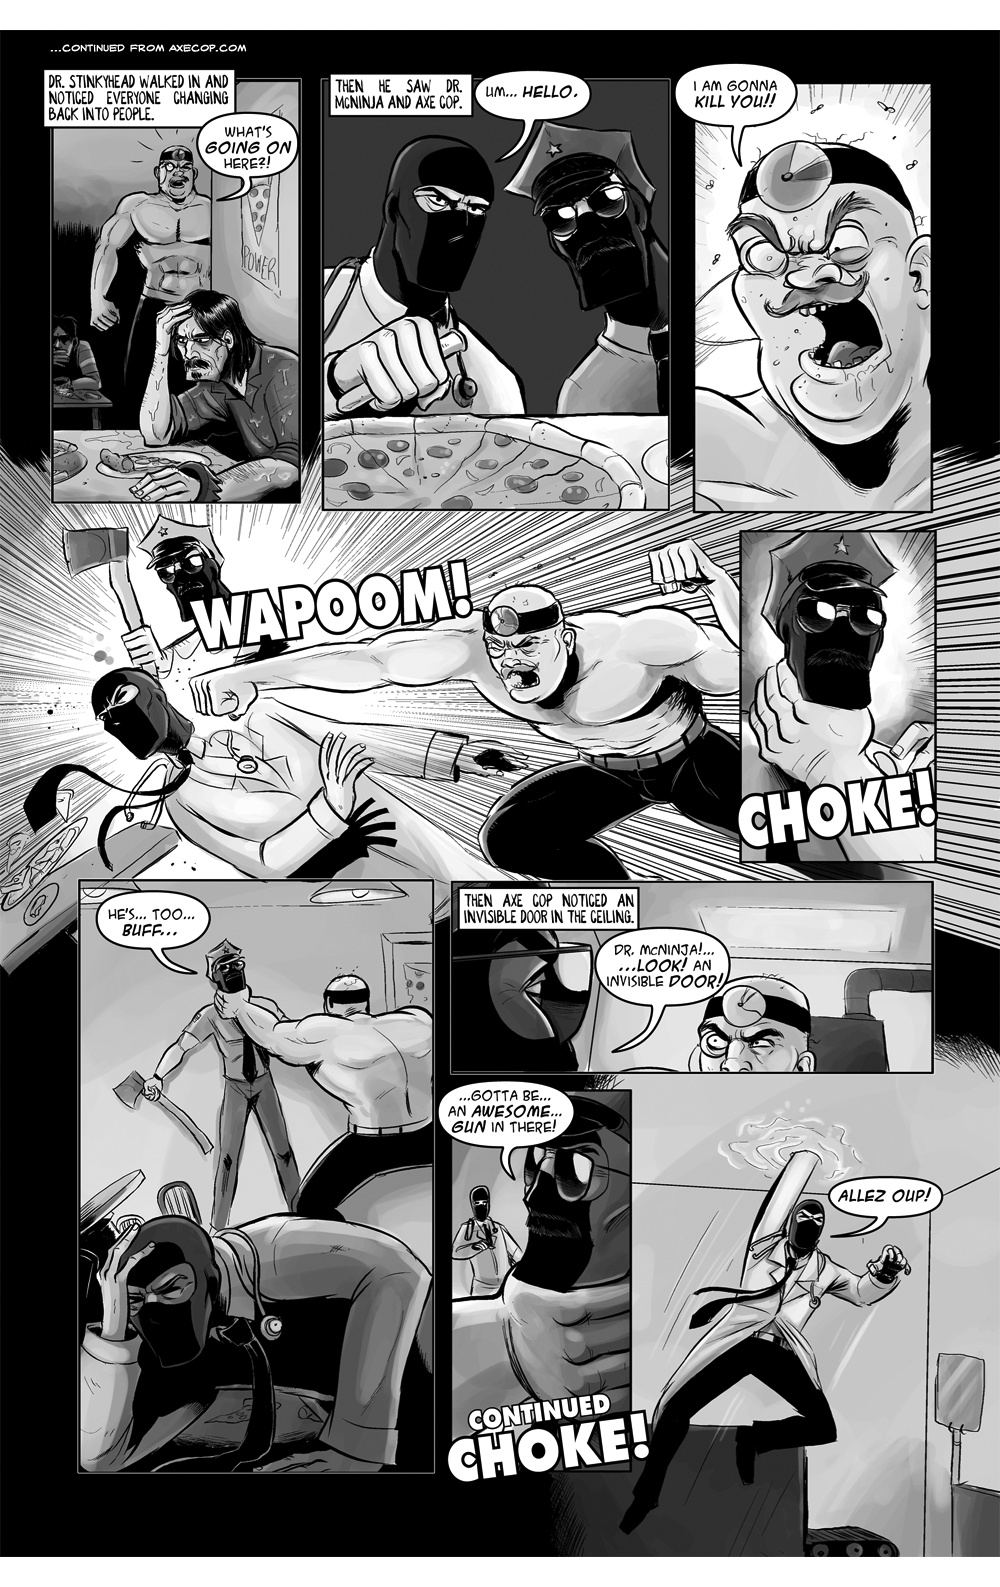 ...CONTINUED FROM AXECOP.COM
DR. STINKYHEAD WALKED IN AND
NOTICED EVERYONE CHANGING
BACK INTO PEOPLE.
WHAT'S
GOING ON
HERE?!
POWER
THEN HE SAW DR.
McNINJA AND AXE COP.
UM... HELLO.
I AM GONNA
KILL YOU!!
WAPOOM!
CHOKE!
HE'S... TOO...
BUFF...
THEN AXE COP NOTICED AN
INVISIBLE DOOR IN THE CEILING.
DR. McNINJA!...
...LOOK! AN
INVISIBLE DOOR!
...GOTTA BE...
AN AWESOME...
GUN IN THERE!
CONTINUED
CHOKE!
ALLEZ OUP!